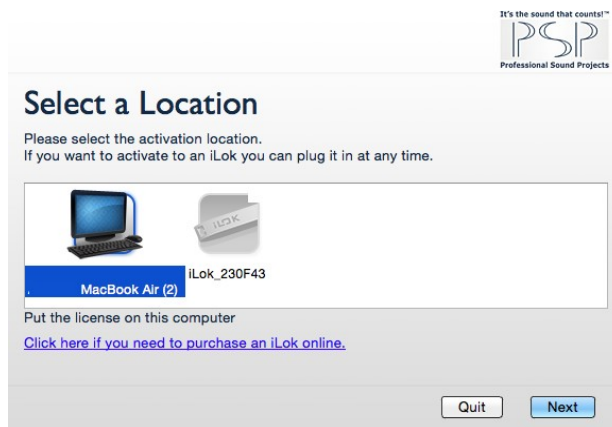 It's the sound that counts!™
PSP
Professional Sound Projects
Select a Location
Please select the activation location.
If you want to activate to an iLok you can plug it in at any time.
iLOK
iLok_230F43
. MacBook Air (2)
Put the license on this computer
Click here if you need to purchase an iLok online.
Quit Next